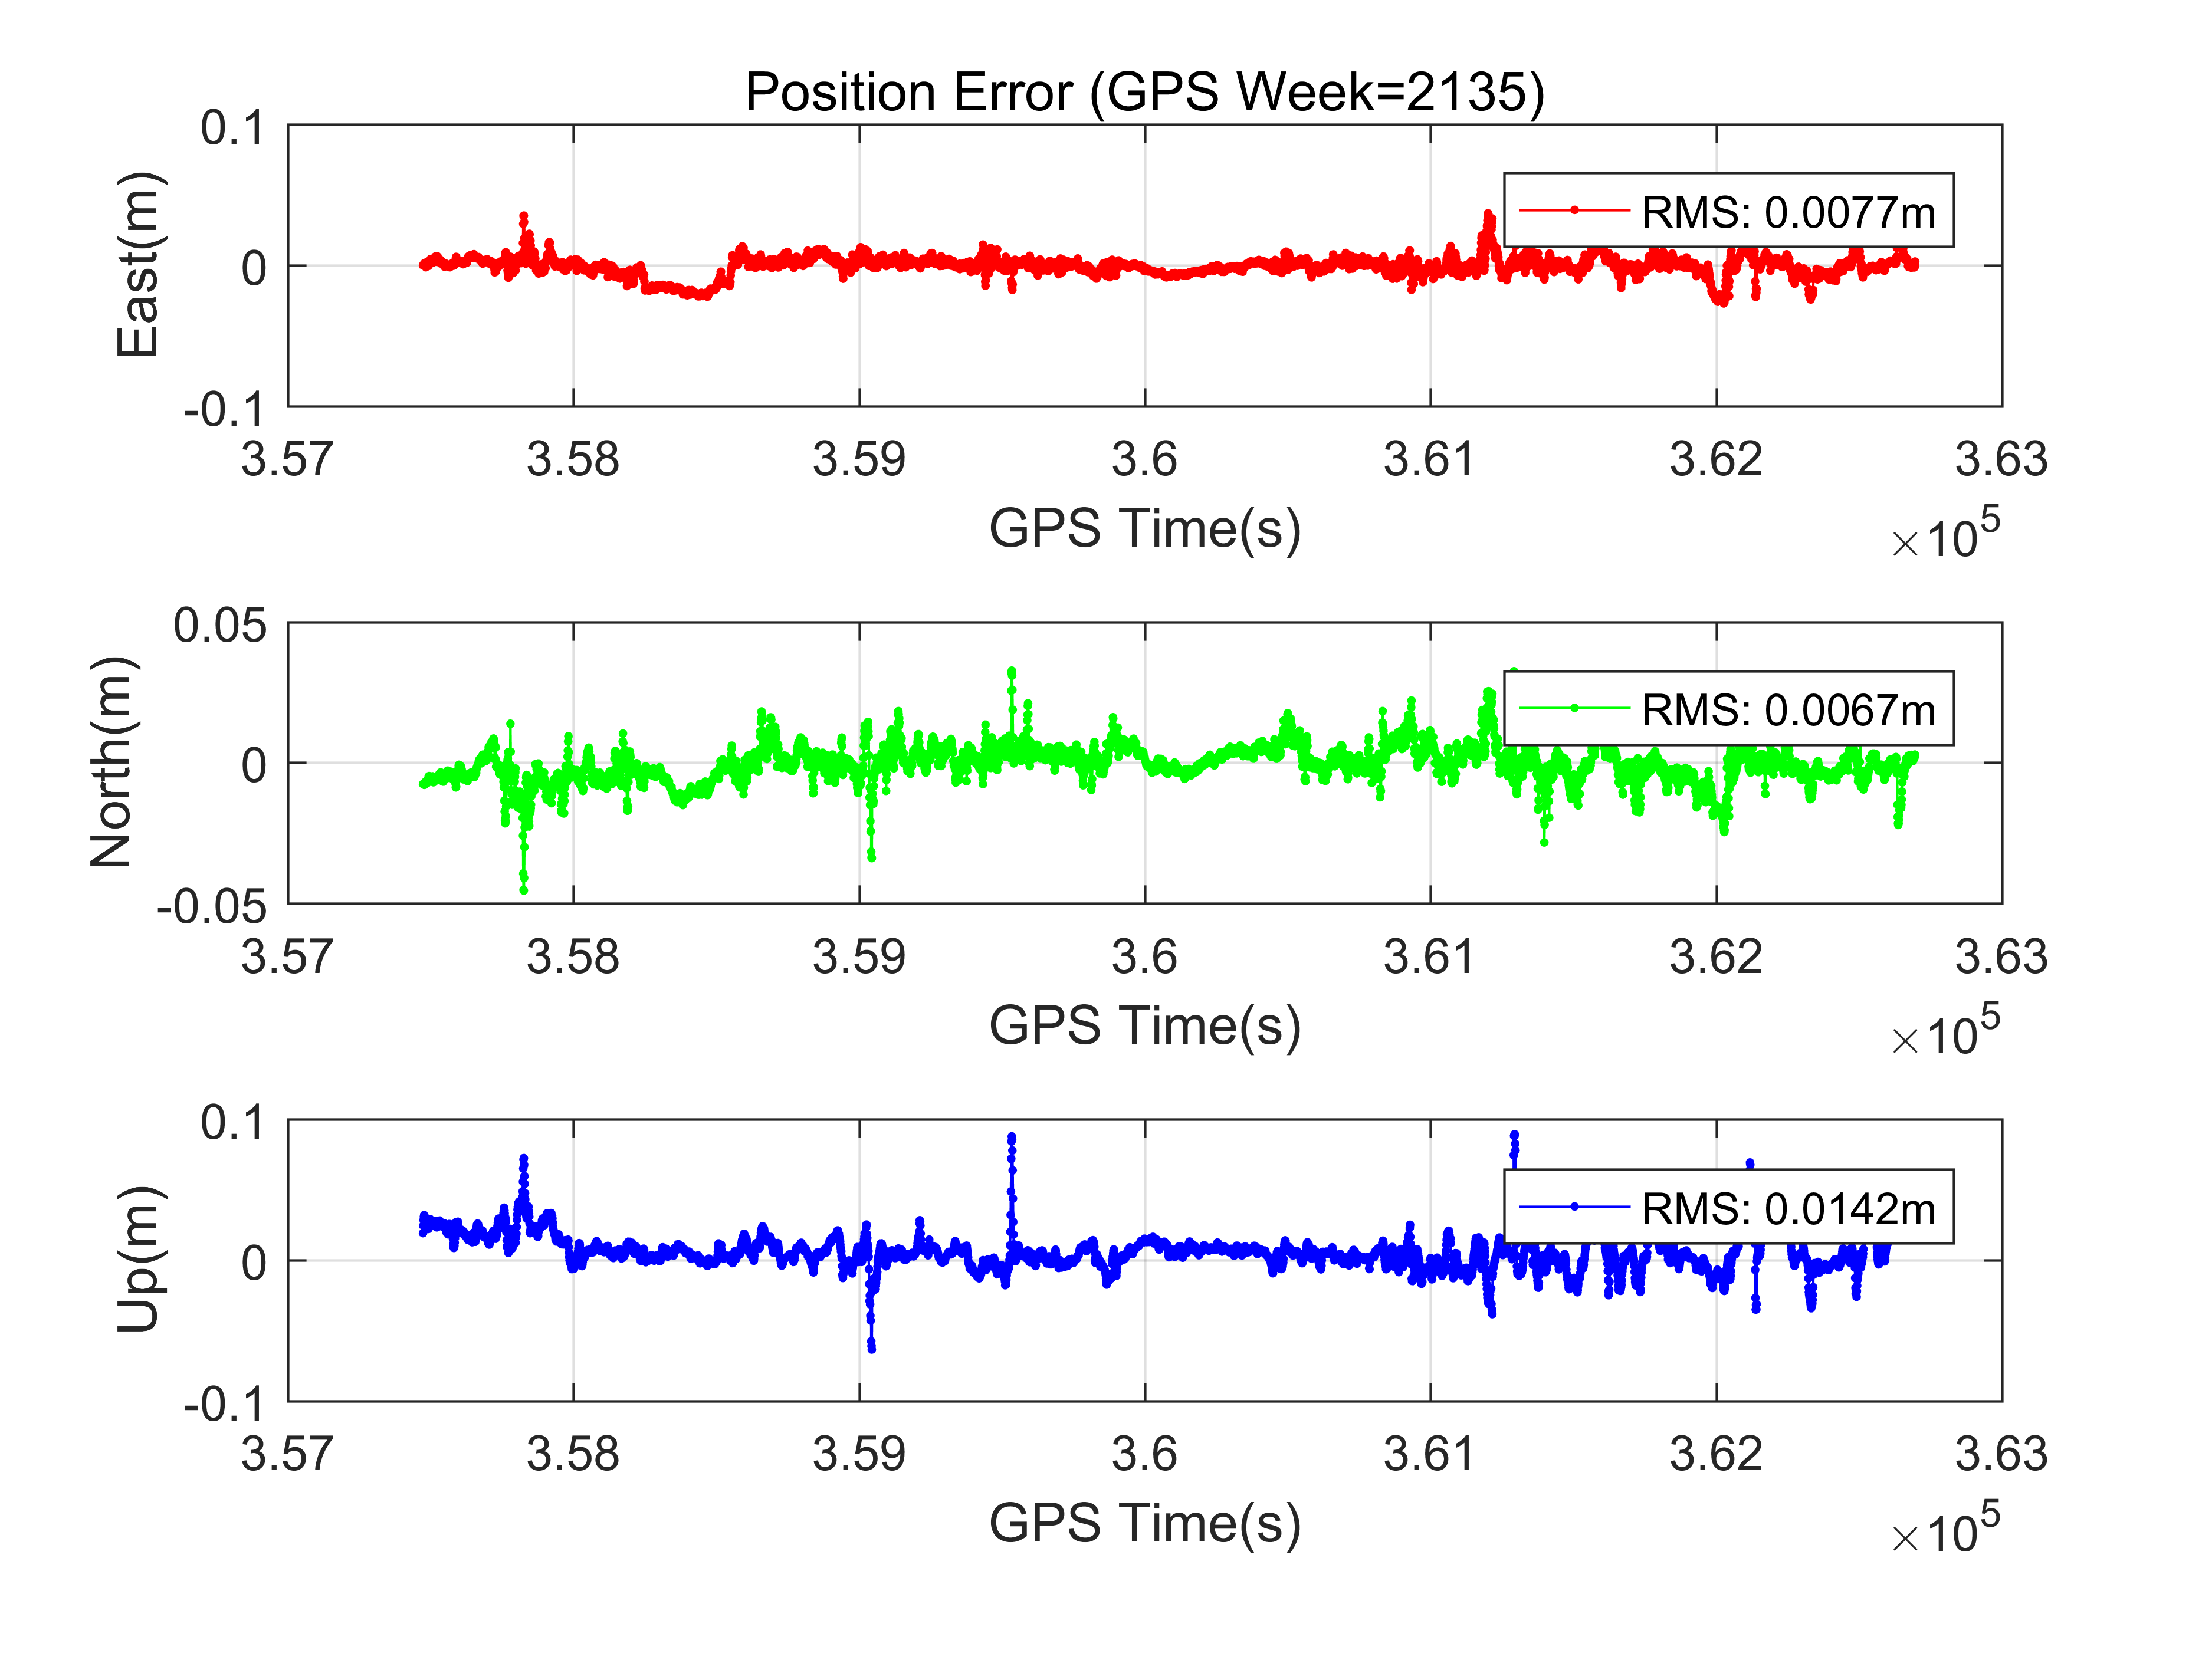 Position Error (GPS Week=2135)
0.1
0
-0.1
East(m)
RMS: 0.0077m
3.57 3.58 3.59 3.6 3.61 3.62 3.63
GPS Time(s)
×10^5
0.05
0
-0.05
North(m)
RMS: 0.0067m
3.57 3.58 3.59 3.6 3.61 3.62 3.63
GPS Time(s)
×10^5
0.1
0
-0.1
Up(m)
RMS: 0.0142m
3.57 3.58 3.59 3.6 3.61 3.62 3.63
GPS Time(s)
×10^5